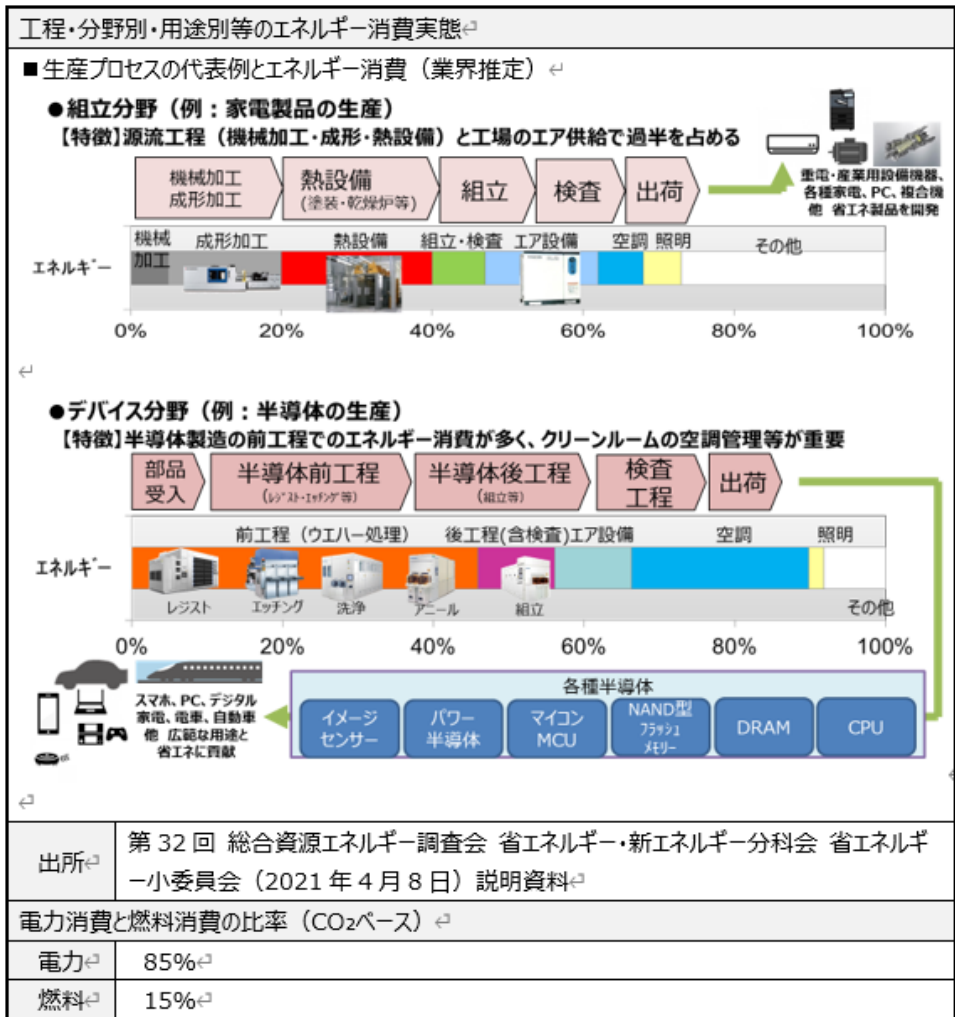 工程・分野別・用途別等のエネルギー消費実態
■生産プロセスの代表例とエネルギー消費（業界推定）
●組立分野（例：家電製品の生産）
【特徴】源流工程（機械加工・成形・熱設備）と工場のエア供給で過半を占める
機械加工
成形加工
熱設備
(塗装・乾燥炉等)
組立
検査
出荷
重電・産業用設備機器、
各種家電、PC、複合機
他 省エネ製品を開発
機械
加工
成形加工
熱設備
組立・検査
エア設備
空調
照明
その他
エネルギー
0%
20%
40%
60%
80%
100%
●デバイス分野（例：半導体の生産）
【特徴】半導体製造の前工程でのエネルギー消費が多く、クリーンルームの空調管理等が重要
部品
受入
半導体前工程
(ﾚｼﾞｽﾄ・ｴｯﾁﾝｸﾞ等)
半導体後工程
(組立等)
検査
工程
出荷
前工程（ウエハー処理）
後工程(含検査)
エア設備
空調
照明
エネルギー
レジスト
エッチング
洗浄
アニール
組立
その他
0%
20%
40%
60%
80%
100%
スマホ、PC、デジタル
家電、電車、自動車
他 広範な用途と
省エネに貢献
各種半導体
イメージ
センサー
パワー
半導体
マイコン
MCU
NAND型
ﾌﾗｯｼｭ
ﾒﾓﾘｰ
DRAM
CPU
出所
第 32 回 総合資源エネルギー調査会 省エネルギー・新エネルギー分科会 省エネルギ
ー小委員会（2021 年 4 月 8 日）説明資料
電力消費と燃料消費の比率（CO₂ベース）
電力
85%
燃料
15%